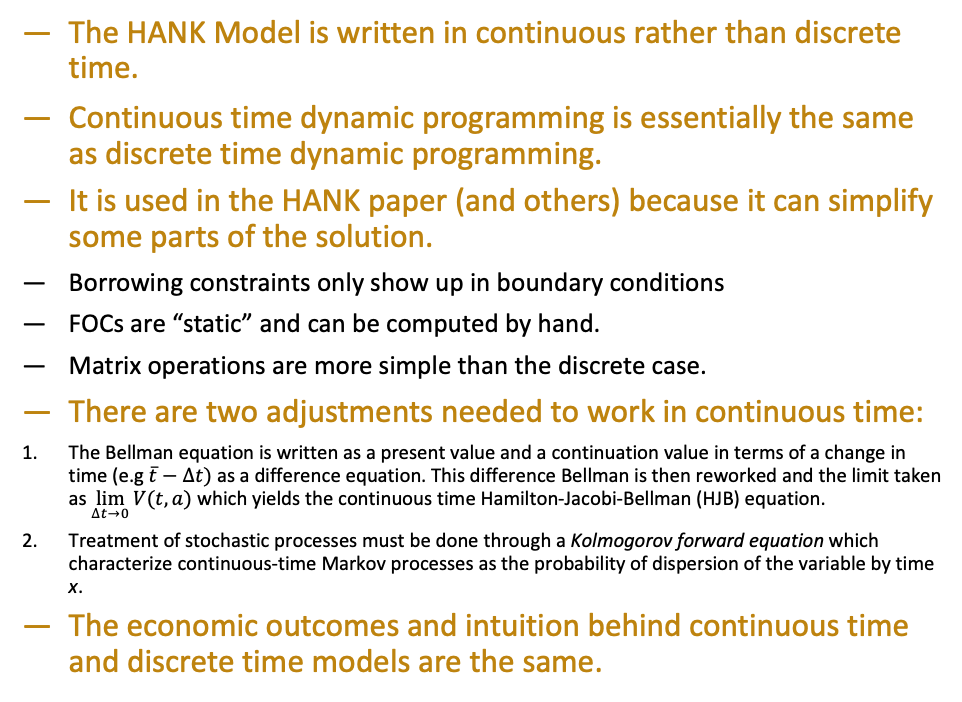 — The HANK Model is written in continuous rather than discrete
time.
— Continuous time dynamic programming is essentially the same
as discrete time dynamic programming.
— It is used in the HANK paper (and others) because it can simplify
some parts of the solution.
— Borrowing constraints only show up in boundary conditions
— FOCs are “static” and can be computed by hand.
— Matrix operations are more simple than the discrete case.
— There are two adjustments needed to work in continuous time:
1. The Bellman equation is written as a present value and a continuation value in terms of a change in
time (e.g t̄ − Δt) as a difference equation. This difference Bellman is then reworked and the limit taken
as lim V(t, a) which yields the continuous time Hamilton-Jacobi-Bellman (HJB) equation.
Δt→0
2. Treatment of stochastic processes must be done through a Kolmogorov forward equation which
characterize continuous-time Markov processes as the probability of dispersion of the variable by time
x.
— The economic outcomes and intuition behind continuous time
and discrete time models are the same.